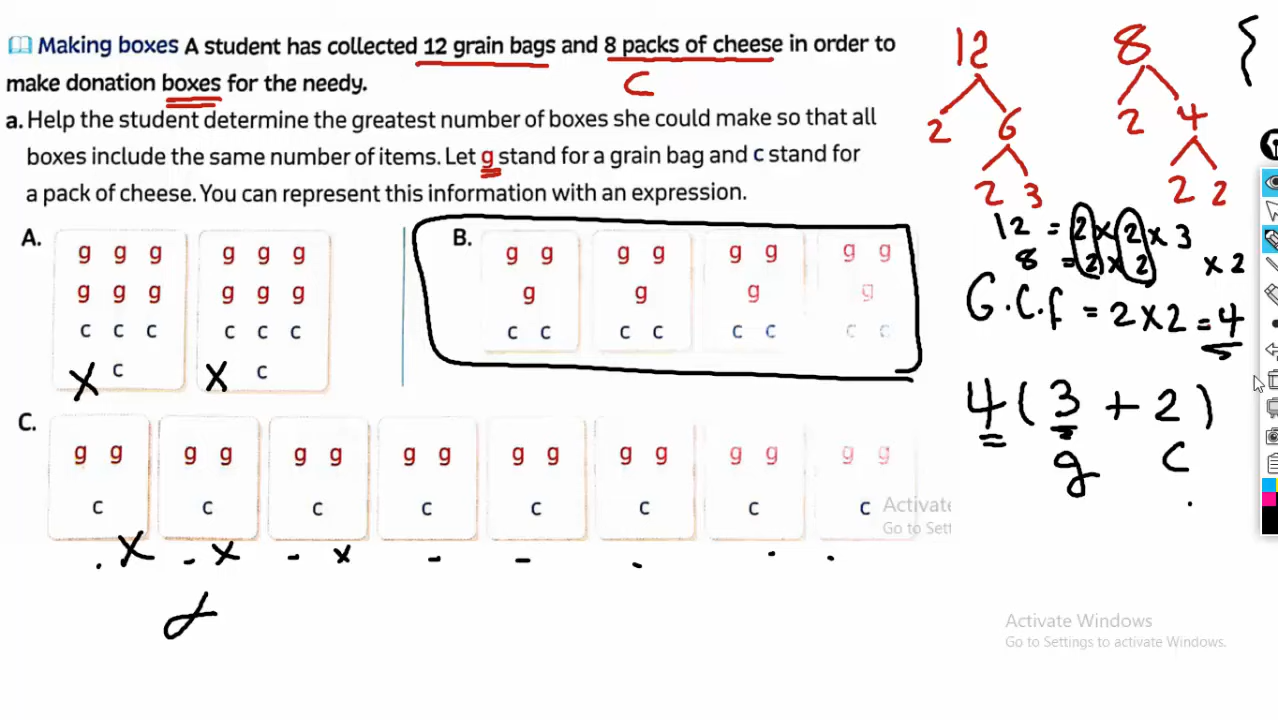 Making boxes A student has collected 12 grain bags and 8 packs of cheese in order to
make donation boxes for the needy.
C
a. Help the student determine the greatest number of boxes she could make so that all
boxes include the same number of items. Let g stand for a grain bag and c stand for
a pack of cheese. You can represent this information with an expression.
A.
g g g g g g
g g g g g g
c c c c c c
X c X c
B.
g g g g g g g g
g g g g
c c c c c c c c
C.
g g g g g g g g g g g g g g g g
c c c c c c c c
X X X
12
2 6
2 3
8
2 4
2 2
12 = 2 × 2 × 3
8 = 2 × 2 × 2
G.C.f = 2 × 2 = 4
4 ( 3 + 2 )
g c
Activate
Go to Sett
Activate Windows
Go to Settings to activate Windows.